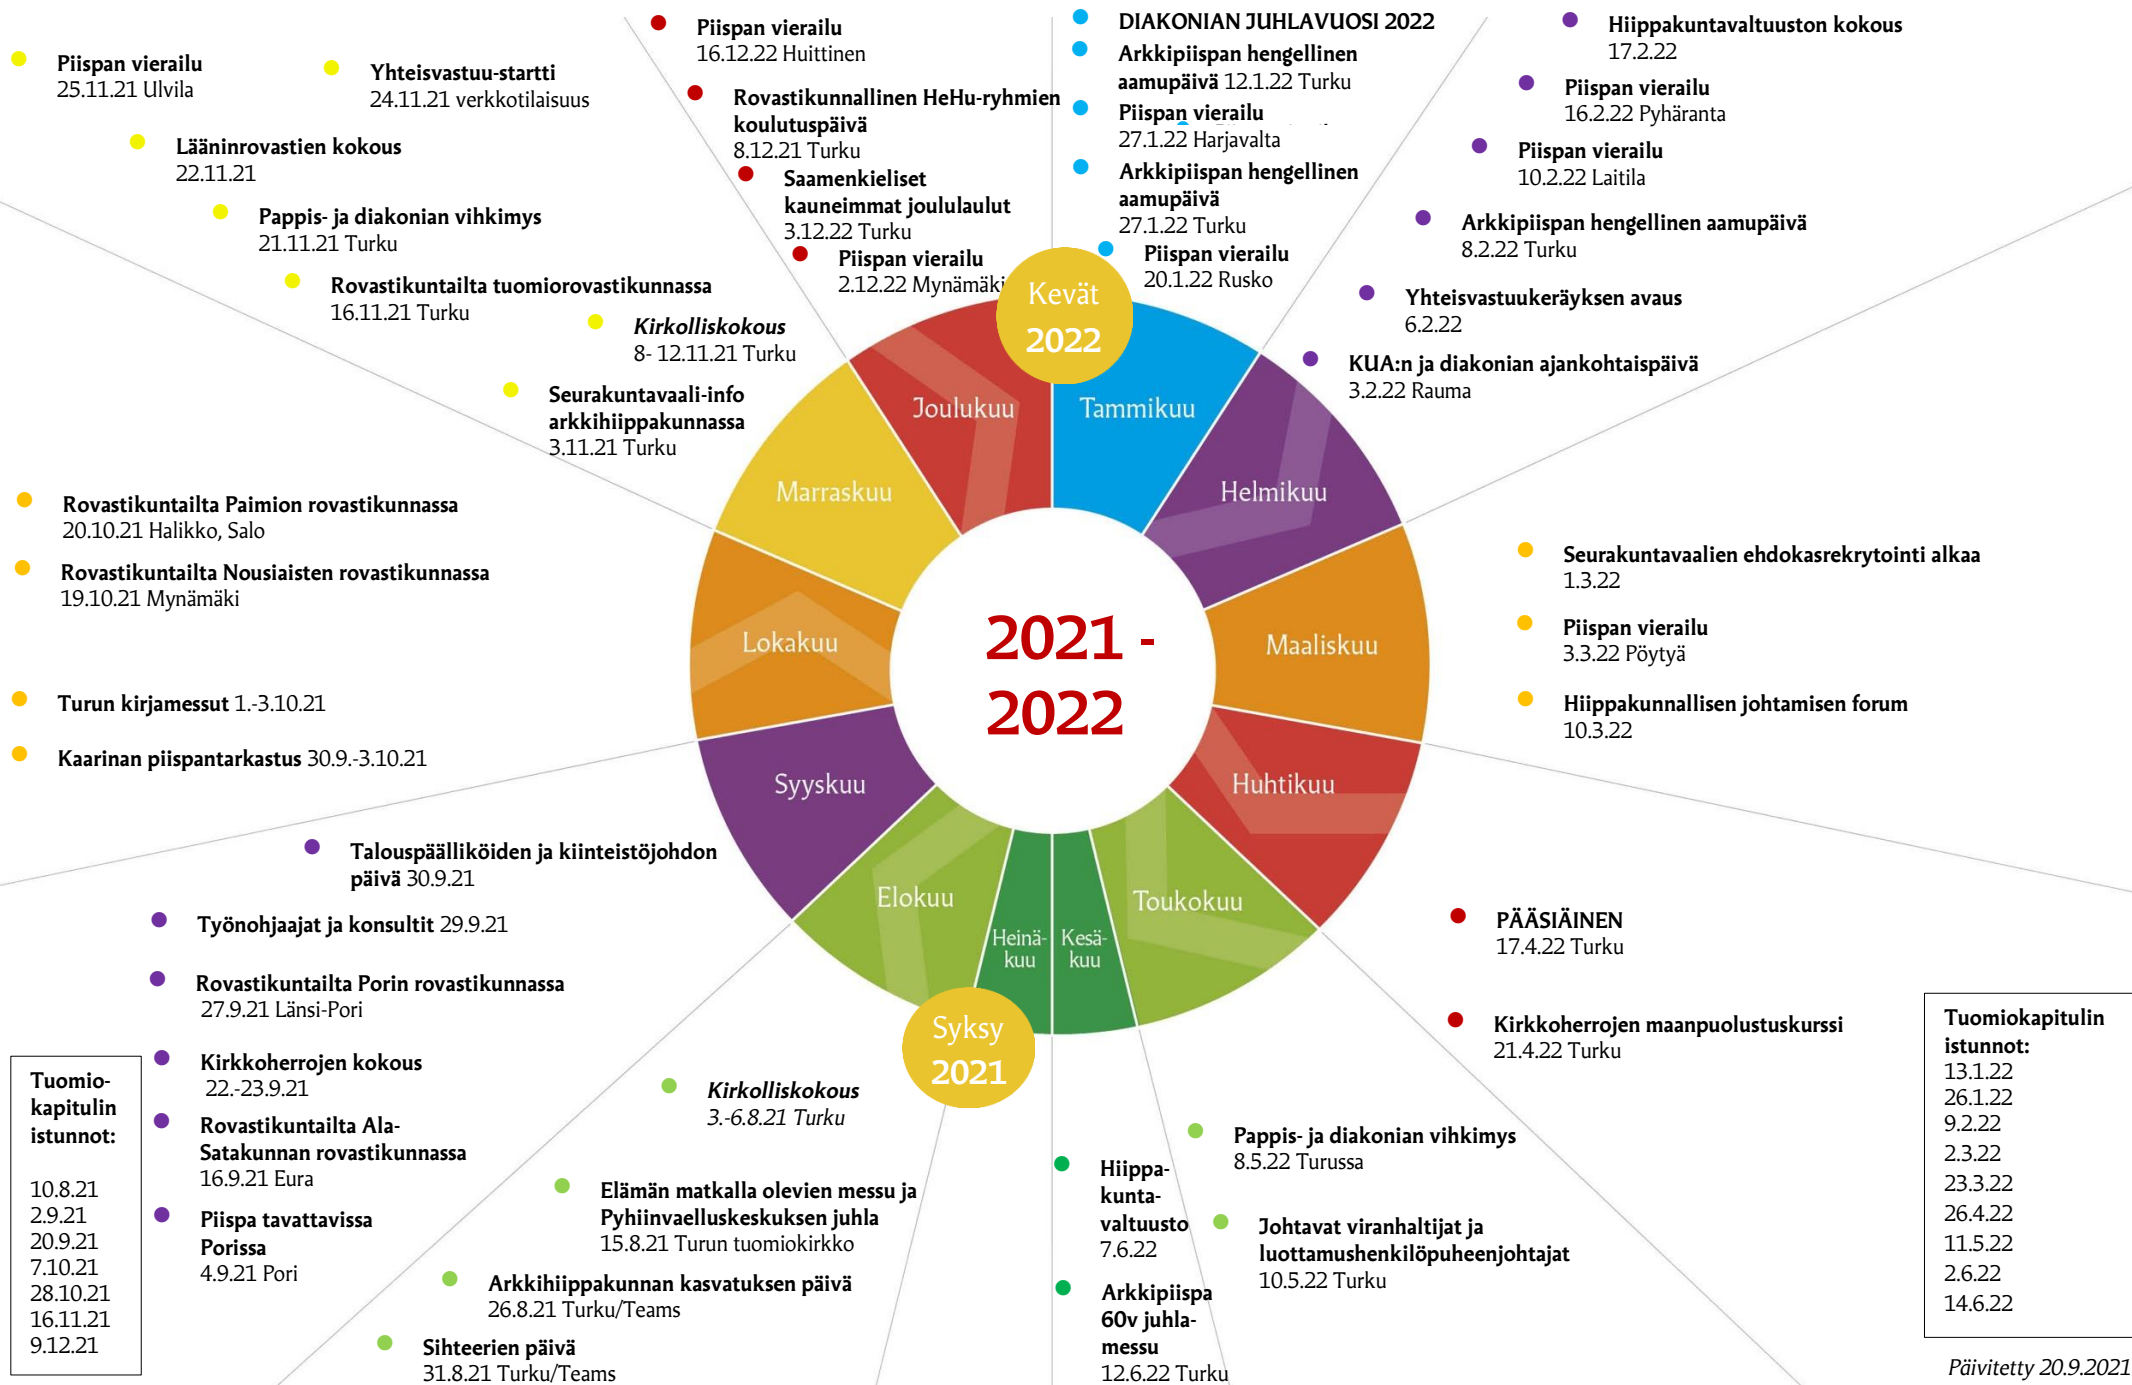 Piispan vierailu
25.11.21 Ulvila
Yhteisvastuu-startti
24.11.21 verkkotilaisuus
Lääninrovastien kokous
22.11.21
Pappis- ja diakonian vihkimys
21.11.21 Turku
Rovastikuntailta tuomiorovastikunnassa
16.11.21 Turku
Kirkolliskokous
8- 12.11.21 Turku
Seurakuntavaali-info
arkkihiippakunnassa
3.11.21 Turku
Piispan vierailu
16.12.22 Huittinen
Rovastikunnallinen HeHu-ryhmien
koulutuspäivä
8.12.21 Turku
Saamenkieliset
kauneimmat joululaulut
3.12.22 Turku
Piispan vierailu
2.12.22 Mynämäki
DIAKONIAN JUHLAVUOSI 2022
Arkkipiispan hengellinen
aamupäivä 12.1.22 Turku
Piispan vierailu
27.1.22 Harjavalta
Arkkipiispan hengellinen
aamupäivä
27.1.22 Turku
Piispan vierailu
20.1.22 Rusko
Hiippakuntavaltuuston kokous
17.2.22
Piispan vierailu
16.2.22 Pyhäranta
Piispan vierailu
10.2.22 Laitila
Arkkipiispan hengellinen aamupäivä
8.2.22 Turku
Yhteisvastuukeräyksen avaus
6.2.22
KUA:n ja diakonian ajankohtaispäivä
3.2.22 Rauma
Kevät
2022
Joulukuu
Tammikuu
Marraskuu
Helmikuu
Lokakuu
Maaliskuu
Syyskuu
Huhtikuu
Elokuu
Heinä-
kuu
Kesä-
kuu
Toukokuu
2021 -
2022
Syksy
2021
Rovastikuntailta Paimion rovastikunnassa
20.10.21 Halikko, Salo
Rovastikuntailta Nousiaisten rovastikunnassa
19.10.21 Mynämäki
Turun kirjamessut 1.-3.10.21
Kaarinan piispantarkastus 30.9.-3.10.21
Seurakuntavaalien ehdokasrekrytointi alkaa
1.3.22
Piispan vierailu
3.3.22 Pöytyä
Hiippakunnallisen johtamisen forum
10.3.22
Talouspäälliköiden ja kiinteistöjohdon
päivä 30.9.21
Työnohjaajat ja konsultit 29.9.21
Rovastikuntailta Porin rovastikunnassa
27.9.21 Länsi-Pori
Kirkkoherrojen kokous
22.-23.9.21
Rovastikuntailta Ala-
Satakunnan rovastikunnassa
16.9.21 Eura
Piispa tavattavissa
Porissa
4.9.21 Pori
Tuomio-
kapitulin
istunnot:
10.8.21
2.9.21
20.9.21
7.10.21
28.10.21
16.11.21
9.12.21
Kirkolliskokous
3.-6.8.21 Turku
Elämän matkalla olevien messu ja
Pyhiinvaelluskeskuksen juhla
15.8.21 Turun tuomiokirkko
Arkkihiippakunnan kasvatuksen päivä
26.8.21 Turku/Teams
Sihteerien päivä
31.8.21 Turku/Teams
Hiippa-
kunta-
valtuusto
7.6.22
Arkkipiispa
60v juhla-
messu
12.6.22 Turku
Pappis- ja diakonian vihkimys
8.5.22 Turussa
Johtavat viranhaltijat ja
luottamushenkilöpuheenjohtajat
10.5.22 Turku
PÄÄSIÄINEN
17.4.22 Turku
Kirkkoherrojen maanpuolustuskurssi
21.4.22 Turku
Tuomiokapitulin
istunnot:
13.1.22
26.1.22
9.2.22
2.3.22
23.3.22
26.4.22
11.5.22
2.6.22
14.6.22
Päivitetty 20.9.2021